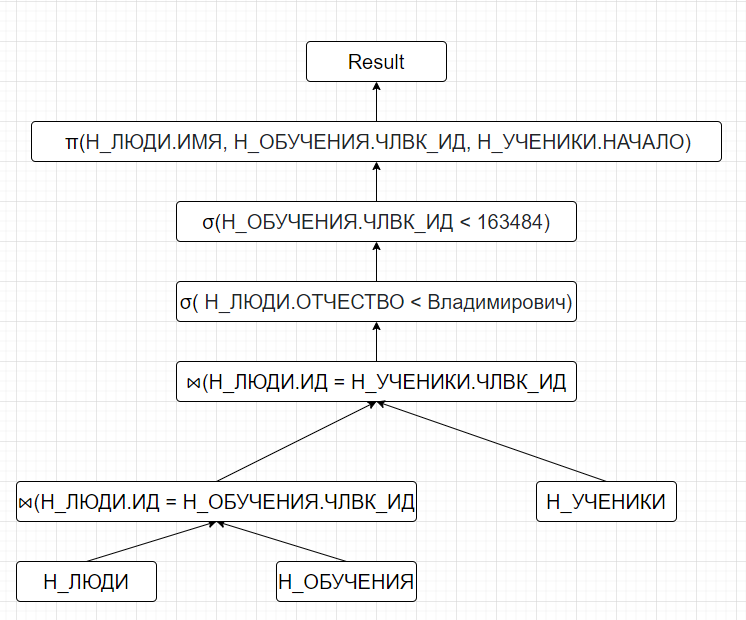 Result
π(Н_ЛЮДИ.ИМЯ, Н_ОБУЧЕНИЯ.ЧЛВК_ИД, Н_УЧЕНИКИ.НАЧАЛО)
σ(Н_ОБУЧЕНИЯ.ЧЛВК_ИД < 163484)
σ( Н_ЛЮДИ.ОТЧЕСТВО < Владимирович)
⋈(Н_ЛЮДИ.ИД = Н_УЧЕНИКИ.ЧЛВК_ИД
⋈(Н_ЛЮДИ.ИД = Н_ОБУЧЕНИЯ.ЧЛВК_ИД
Н_УЧЕНИКИ
Н_ЛЮДИ
Н_ОБУЧЕНИЯ